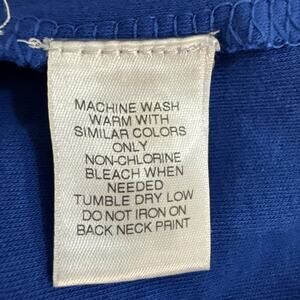 MACHINE WASH
WARM WITH
SIMILAR COLORS
ONLY
NON-CHLORINE
BLEACH WHEN
NEEDED
TUMBLE DRY LOW
DO NOT IRON ON
BACK NECK PRINT